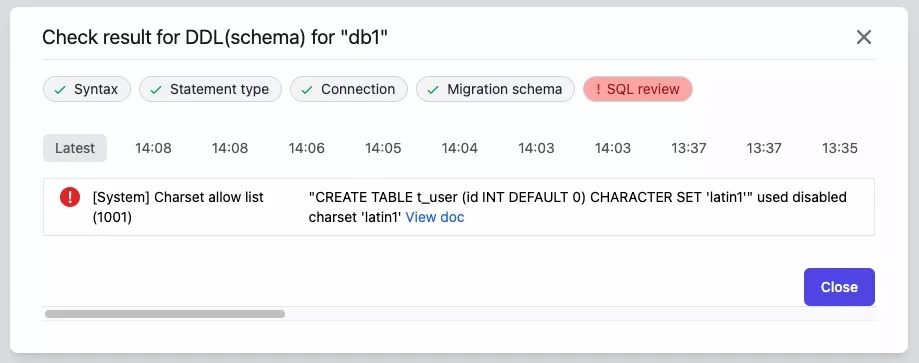 Check result for DDL(schema) for "db1"
Syntax Statement type Connection Migration schema ! SQL review
Latest 14:08 14:08 14:06 14:05 14:04 14:03 14:03 13:37 13:37 13:35
[System] Charset allow list "CREATE TABLE t_user (id INT DEFAULT 0) CHARACTER SET 'latin1'" used disabled
(1001) charset 'latin1' View doc
Close